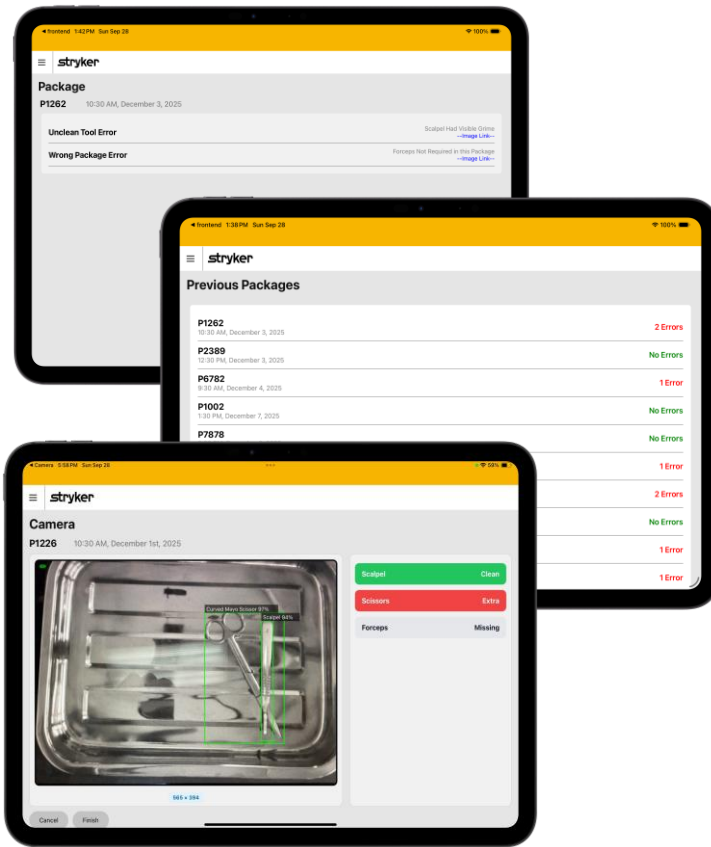 frontend 1:42 PM Sun Sep 28 100%
stryker
Package
P1262 10:30 AM, December 3, 2025
Unclean Tool Error Scalpel Had Visible Grime
--Image Link--
Wrong Package Error Forceps Not Required in this Package
--Image Link--
frontend 1:38 PM Sun Sep 28 100%
stryker
Previous Packages
P1262 2 Errors
10:30 AM, December 3, 2025
P2389 No Errors
12:30 PM, December 3, 2025
P6782 1 Error
9:30 AM, December 4, 2025
P1002 No Errors
1:30 PM, December 7, 2025
P7878 No Errors
1 Error
2 Errors
No Errors
1 Error
1 Error
Camera 5:58 PM Sun Sep 28 59%
stryker
Camera
P1226 10:30 AM, December 1st, 2025
Curved Mayo Scissor 97%
Scalpel 94%
Scalpel Clean
Scissors Extra
Forceps Missing
565 × 394
Cancel Finish